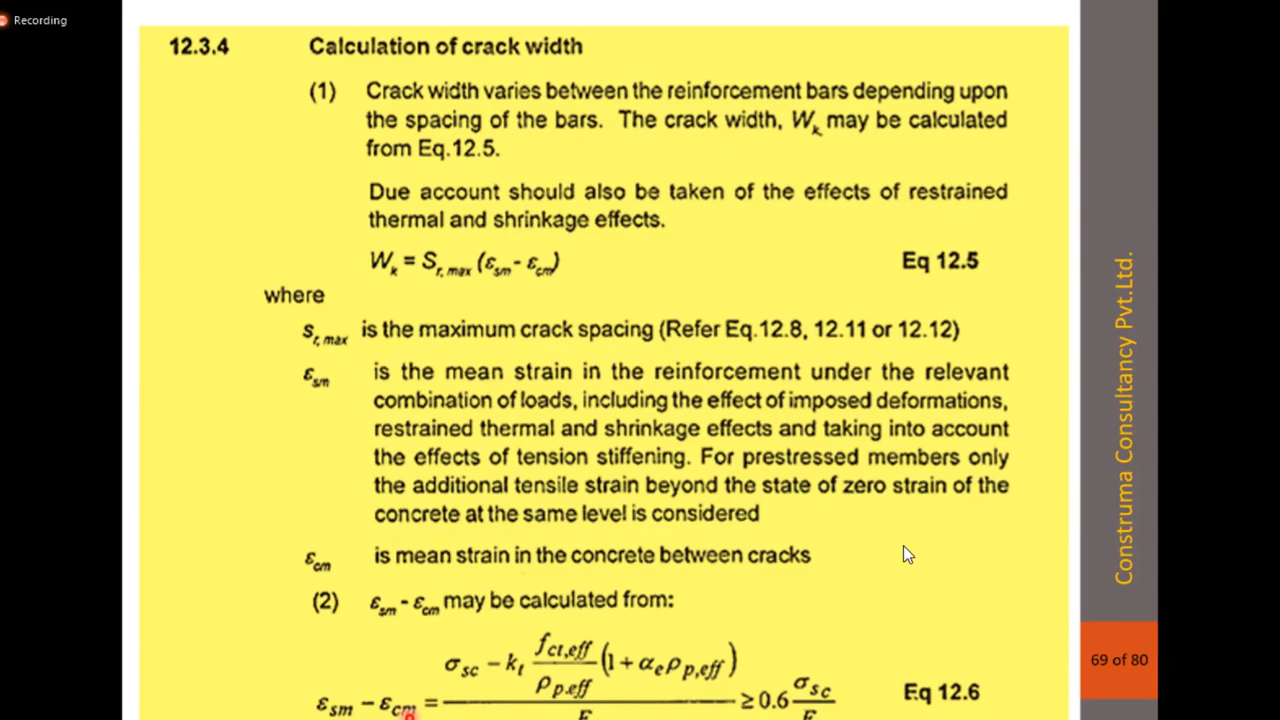 Recording
12.3.4 Calculation of crack width
(1) Crack width varies between the reinforcement bars depending upon
the spacing of the bars. The crack width, Wk may be calculated
from Eq.12.5.
Due account should also be taken of the effects of restrained
thermal and shrinkage effects.
Wk = Sr, max (εsm - εcm) Eq 12.5
where
sr, max is the maximum crack spacing (Refer Eq.12.8, 12.11 or 12.12)
εsm is the mean strain in the reinforcement under the relevant
combination of loads, including the effect of imposed deformations,
restrained thermal and shrinkage effects and taking into account
the effects of tension stiffening. For prestressed members only
the additional tensile strain beyond the state of zero strain of the
concrete at the same level is considered
εcm is mean strain in the concrete between cracks
(2) εsm - εcm may be calculated from:
σsc − kt fct,eff / ρp.eff (1 + αe ρp,eff)
εsm − εcm = ≥ 0.6 σsc / E Eq 12.6
Construma Consultancy Pvt.Ltd.
69 of 80